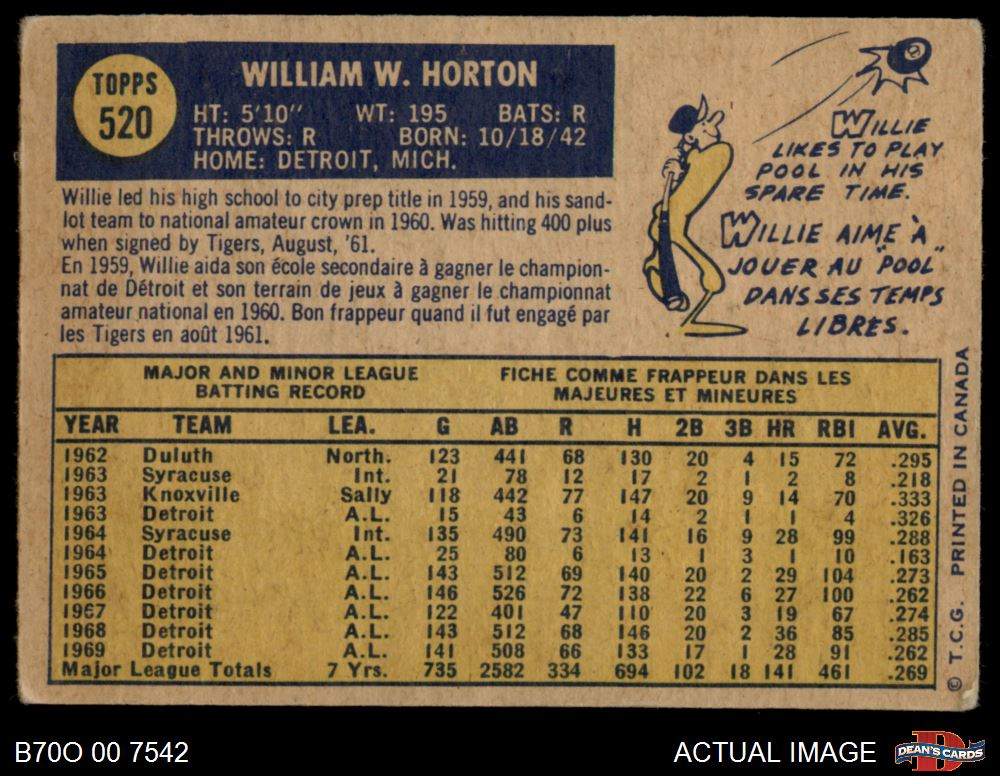 TOPPS
520
WILLIAM W. HORTON
HT: 5'10" WT: 195 BATS: R
THROWS: R BORN: 10/18/42
HOME: DETROIT, MICH.
Willie led his high school to city prep title in 1959, and his sand-
lot team to national amateur crown in 1960. Was hitting 400 plus
when signed by Tigers, August, '61.
En 1959, Willie aida son école secondaire à gagner le champion-
nat de Détroit et son terrain de jeux à gagner le championnat
amateur national en 1960. Bon frappeur quand il fut engagé par
les Tigers en août 1961.
8
WILLIE
LIKES TO PLAY
POOL IN HIS
SPARE TIME.
WILLIE AIME À
JOUER AU "POOL"
DANS SES TEMPS
LIBRES.
MAJOR AND MINOR LEAGUE
BATTING RECORD
FICHE COMME FRAPPEUR DANS LES
MAJEURES ET MINEURES
YEAR TEAM LEA. G AB R H 2B 3B HR RBI AVG.
1962 Duluth North. 123 441 68 130 20 4 15 72 .295
1963 Syracuse Int. 21 78 12 17 2 1 2 8 .218
1963 Knoxville Sally 118 442 77 147 20 9 14 70 .333
1963 Detroit A.L. 15 43 6 14 2 1 1 4 .326
1964 Syracuse Int. 135 490 73 141 16 9 28 99 .288
1964 Detroit A.L. 25 80 6 13 1 3 1 10 .163
1965 Detroit A.L. 143 512 69 140 20 2 29 104 .273
1966 Detroit A.L. 146 526 72 138 22 6 27 100 .262
1967 Detroit A.L. 122 401 47 110 20 3 19 67 .274
1968 Detroit A.L. 143 512 68 146 20 2 36 85 .285
1969 Detroit A.L. 141 508 66 133 17 1 28 91 .262
Major League Totals 7 Yrs. 735 2582 334 694 102 18 141 461 .269
© T.C.G. PRINTED IN CANADA
B70O 00 7542
ACTUAL IMAGE
DEAN'S CARDS